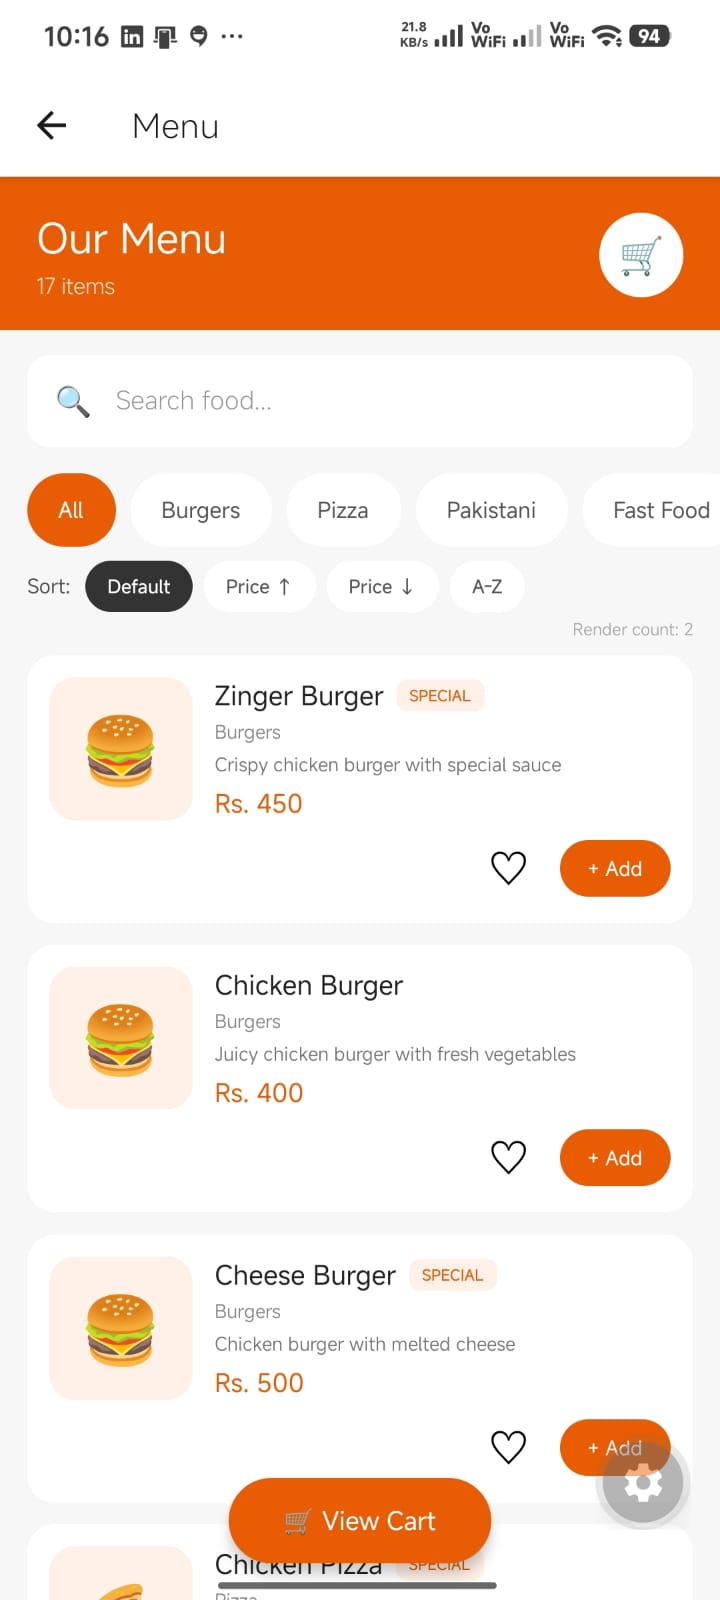 10:16 in ... 21.8 KB/s Vo WiFi Vo WiFi 94
Menu
Our Menu
17 items
Search food...
All Burgers Pizza Pakistani Fast Food
Sort: Default Price ↑ Price ↓ A-Z
Render count: 2
Zinger Burger SPECIAL
Burgers
Crispy chicken burger with special sauce
Rs. 450
+ Add
Chicken Burger
Burgers
Juicy chicken burger with fresh vegetables
Rs. 400
+ Add
Cheese Burger SPECIAL
Burgers
Chicken burger with melted cheese
Rs. 500
+ Add
View Cart
Chicken Pizza SPECIAL
Pizza